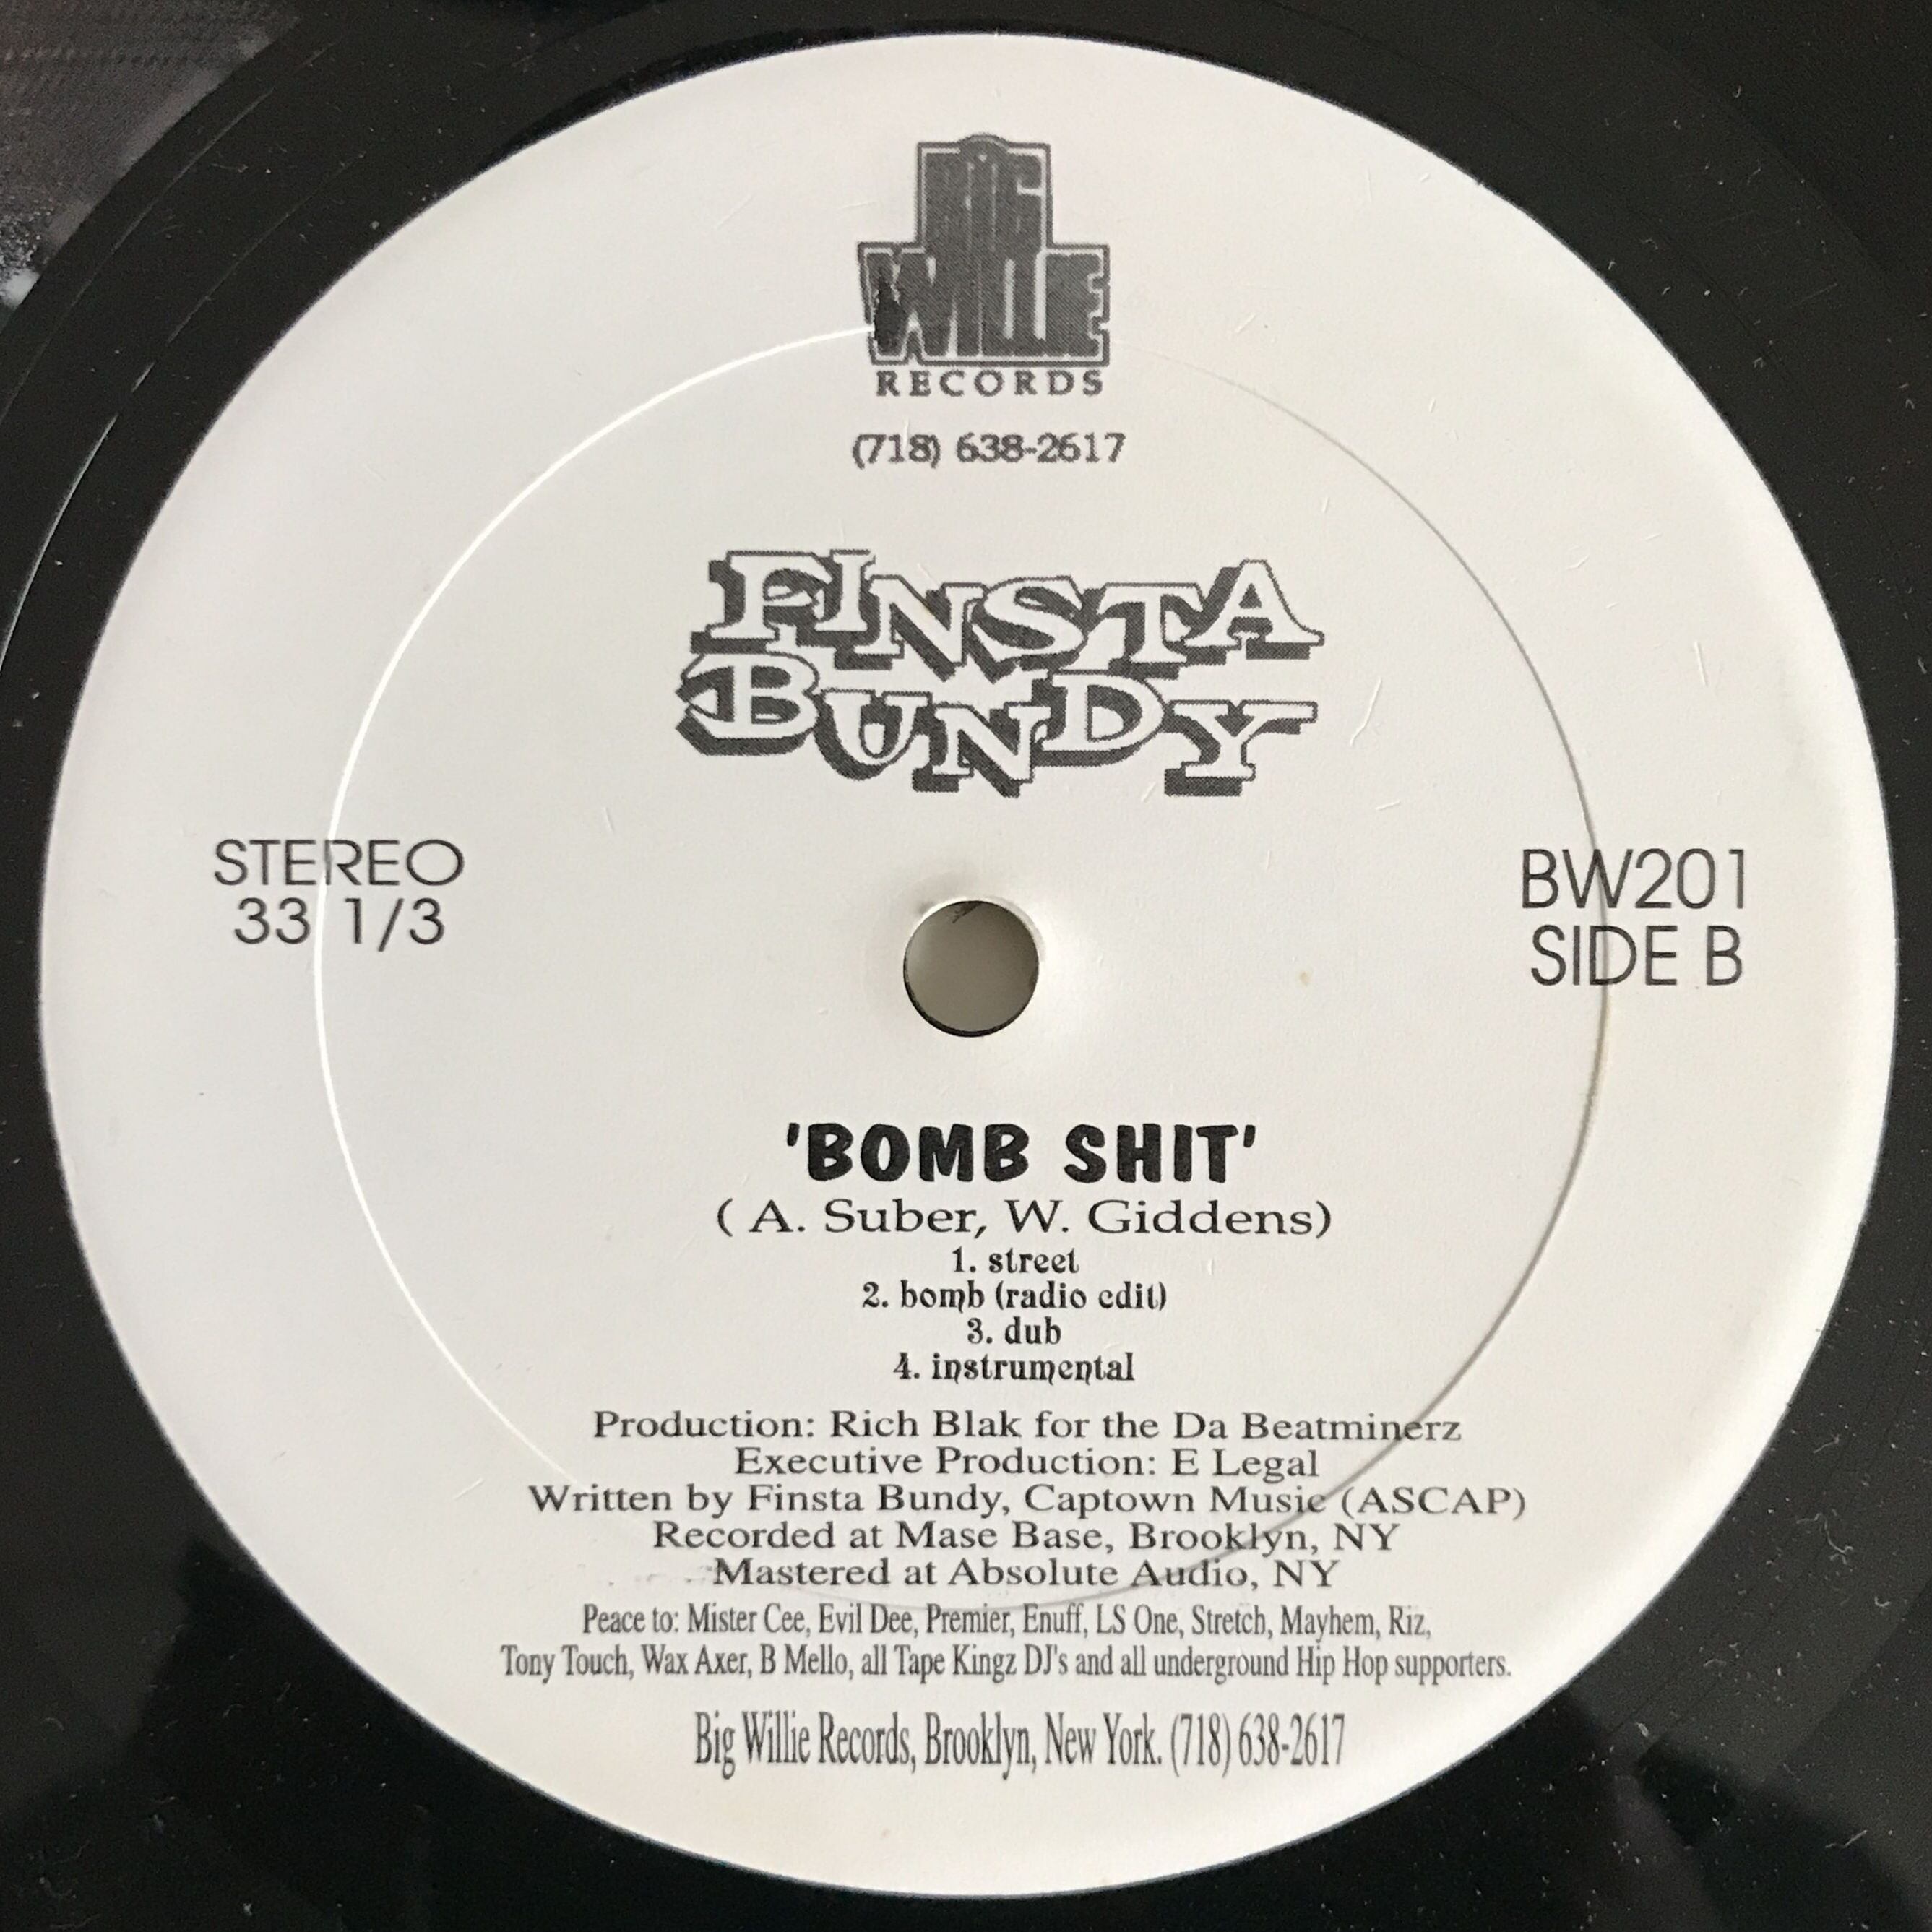 BIG
WILLIE
RECORDS
(718) 638-2617
FINSTA
BUNDY
STEREO
33 1/3
BW201
SIDE B
'BOMB SHIT'
( A. Suber, W. Giddens)
1. street
2. bomb (radio edit)
3. dub
4. instrumental
Production: Rich Blak for the Da Beatminerz
Executive Production: E Legal
Written by Finsta Bundy, Captown Music (ASCAP)
Recorded at Mase Base, Brooklyn, NY
Mastered at Absolute Audio, NY
Peace to: Mister Cee, Evil Dee, Premier, Enuff, LS One, Stretch, Mayhem, Riz,
Tony Touch, Wax Axer, B Mello, all Tape Kingz DJ's and all underground Hip Hop supporters.
Big Willie Records, Brooklyn, New York. (718) 638-2617